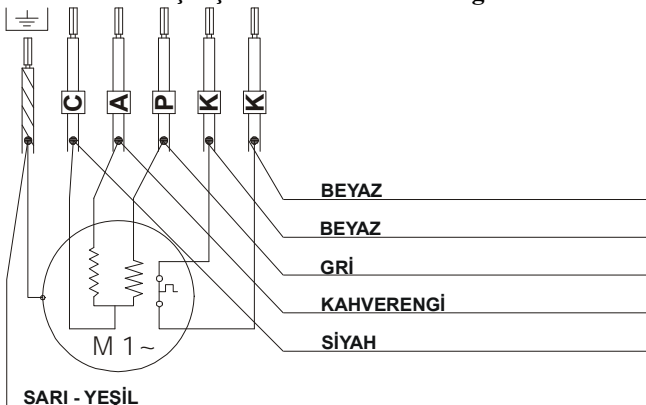 C A P K K
BEYAZ
BEYAZ
GRİ
KAHVERENGİ
SİYAH
M 1~
SARI - YEŞİL